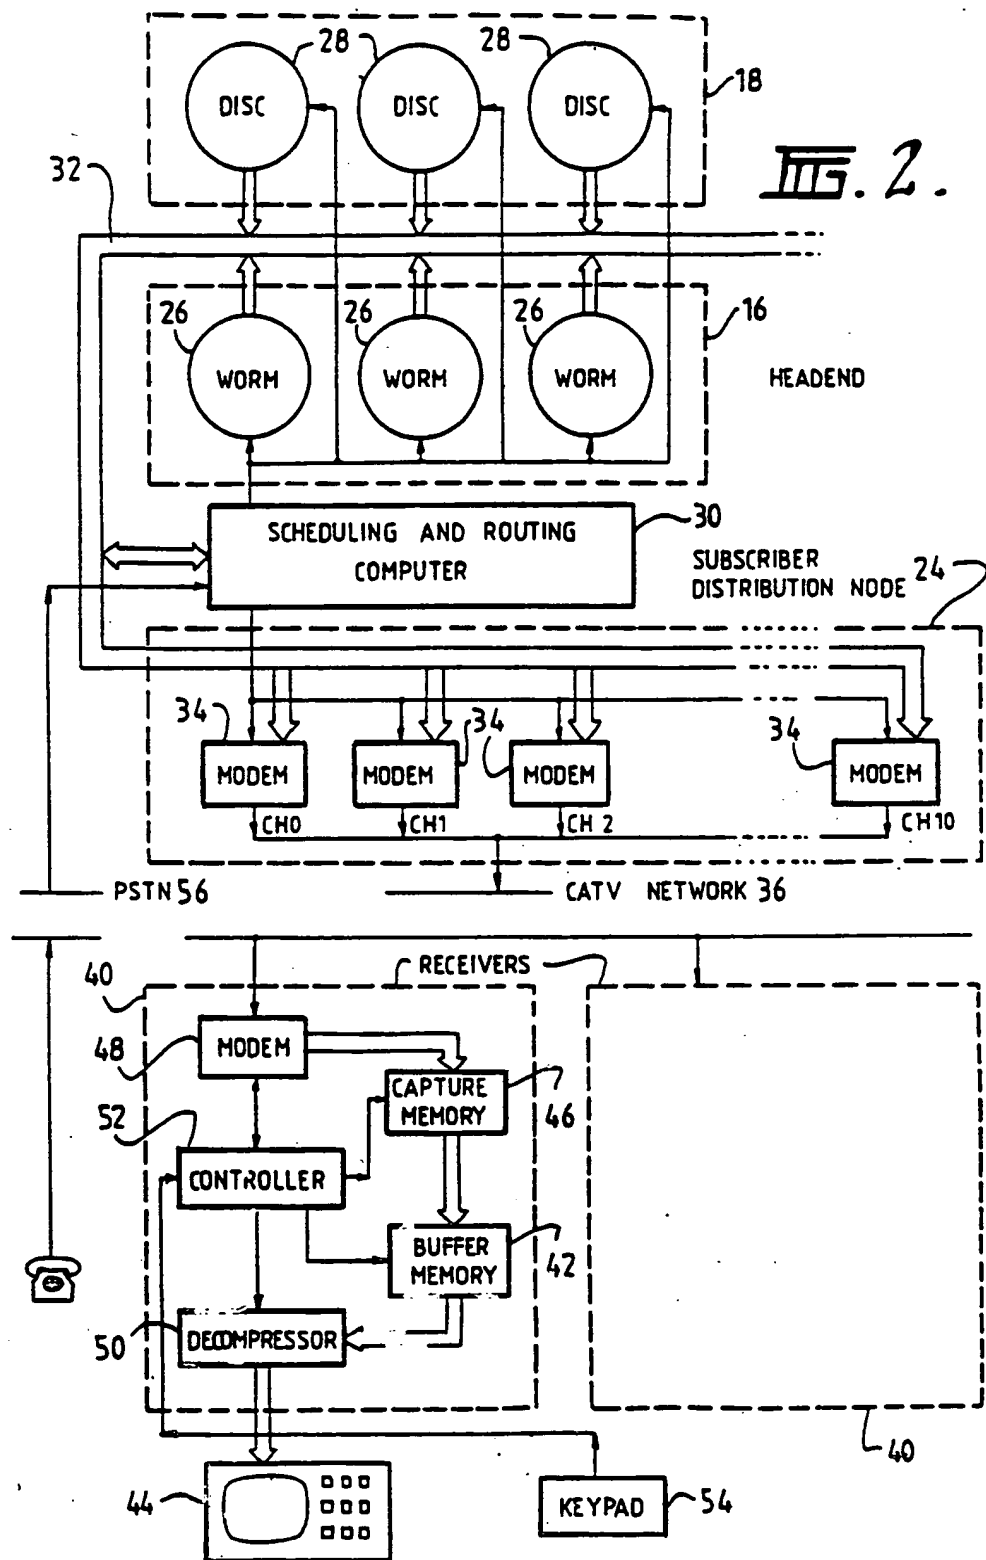 28 28
DISC DISC DISC
18
FIG. 2.
32
26 26 26
16
WORM WORM WORM
HEADEND
SCHEDULING AND ROUTING
COMPUTER
30
SUBSCRIBER
DISTRIBUTION NODE
24
34 34 34 34
MODEM MODEM MODEM MODEM
CH0 CH1 CH2 CH10
PSTN 56
CATV NETWORK 36
RECEIVERS
40
48
MODEM
CAPTURE
MEMORY
46
52
CONTROLLER
BUFFER
MEMORY
42
50
DECOMPRESSOR
40
44
KEYPAD
54